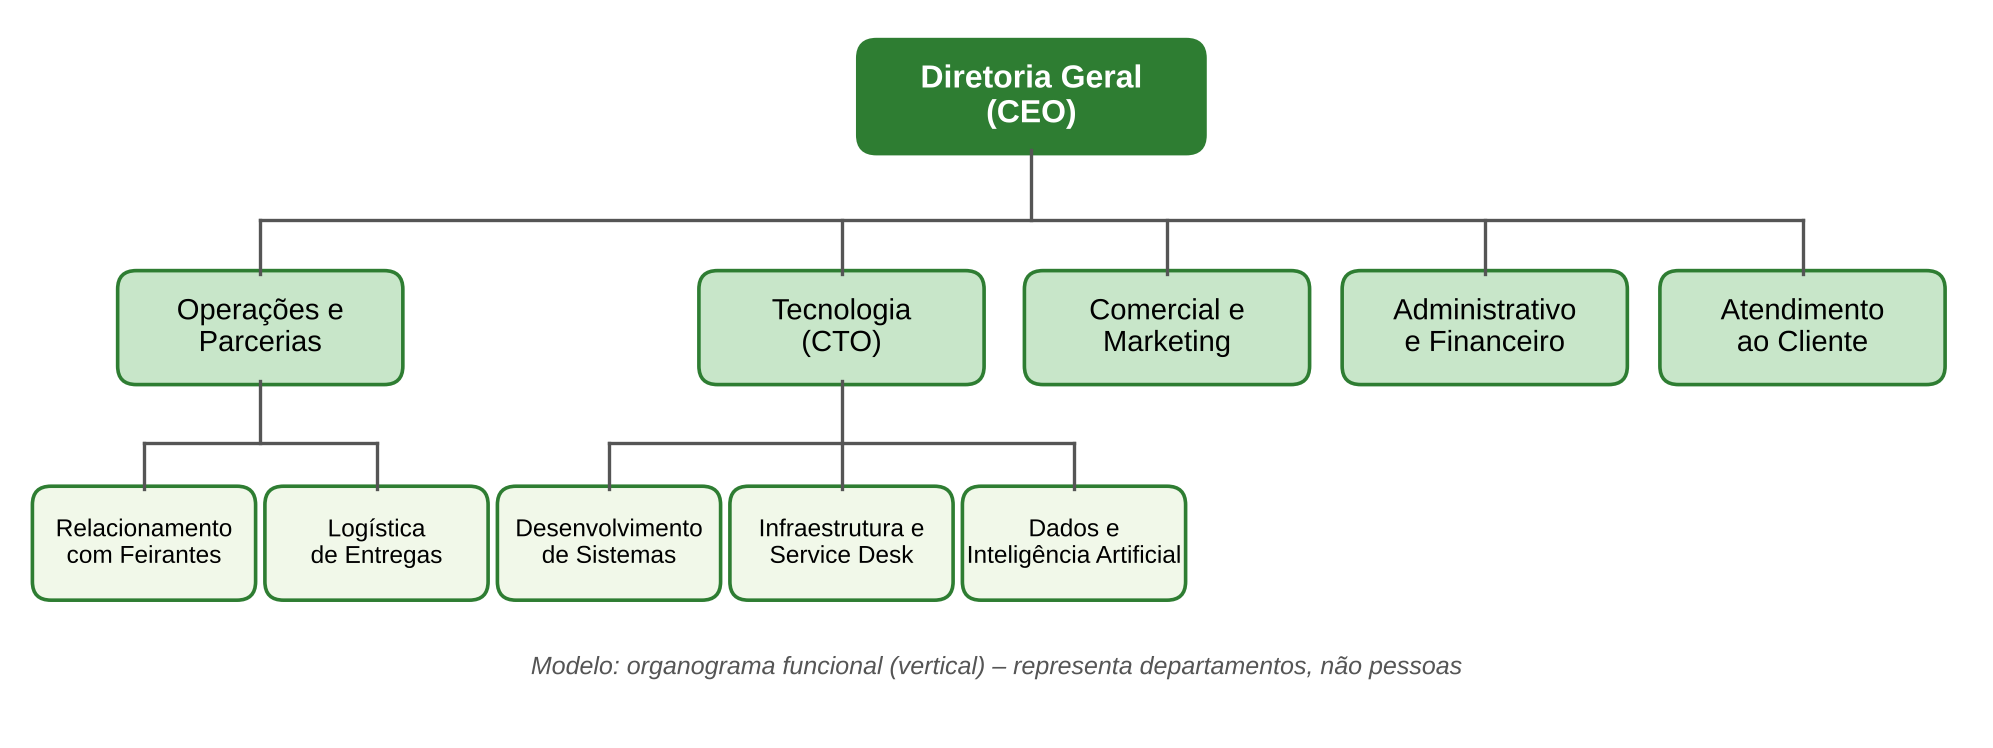 Diretoria Geral
(CEO)
Operações e
Parcerias
Tecnologia
(CTO)
Comercial e
Marketing
Administrativo
e Financeiro
Atendimento
ao Cliente
Relacionamento
com Feirantes
Logística
de Entregas
Desenvolvimento
de Sistemas
Infraestrutura e
Service Desk
Dados e
Inteligência Artificial
Modelo: organograma funcional (vertical) – representa departamentos, não pessoas